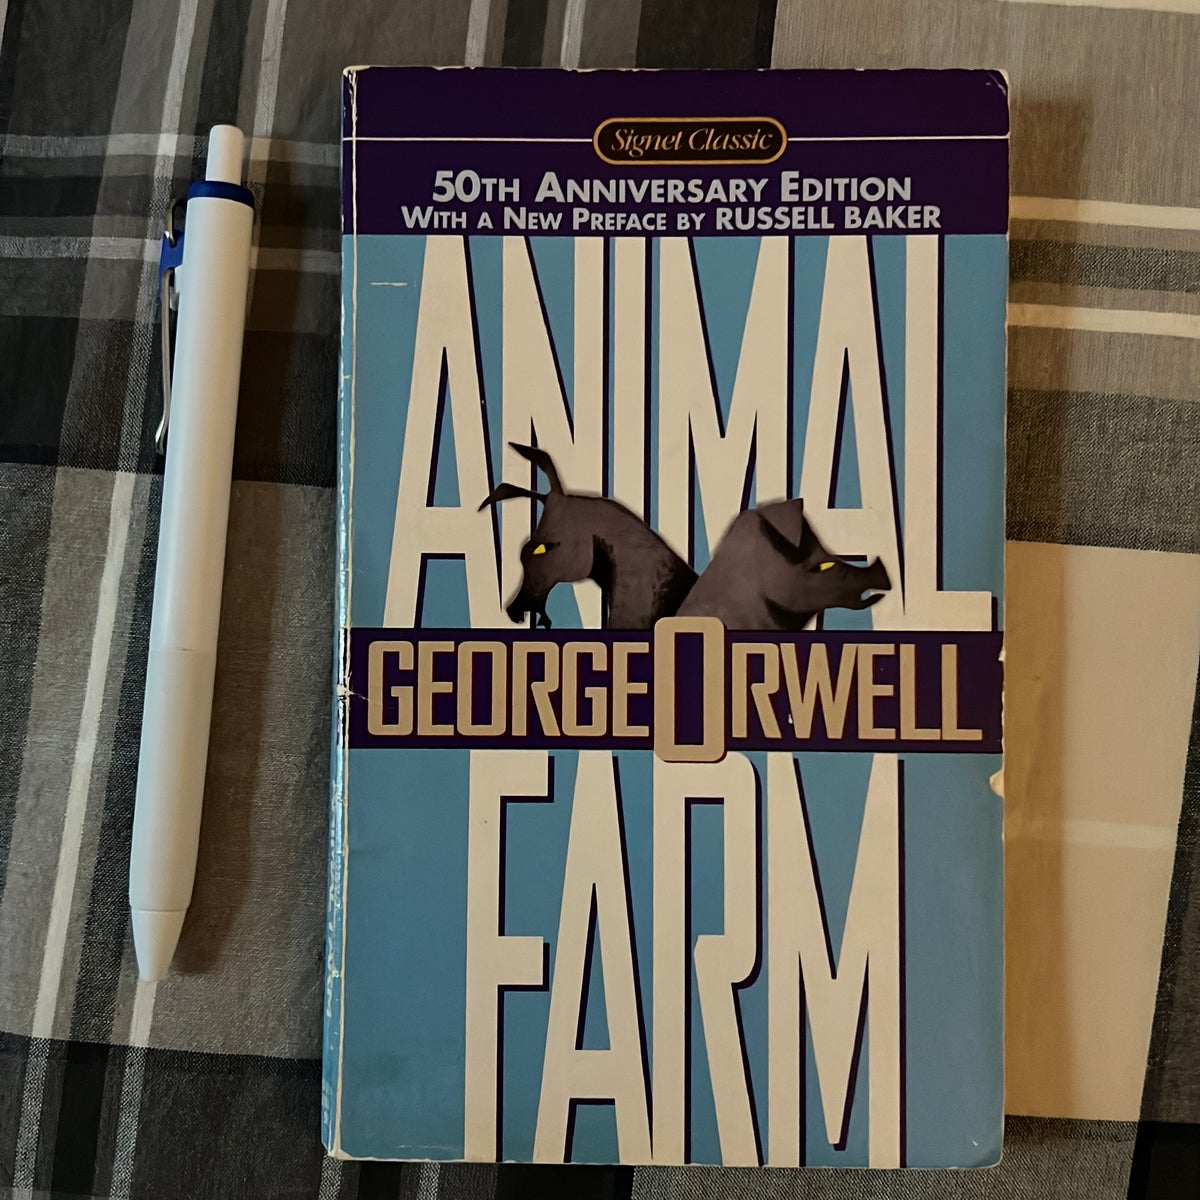 Signet Classic
50TH ANNIVERSARY EDITION
WITH A NEW PREFACE BY RUSSELL BAKER
ANIMAL
GEORGE ORWELL
FARM